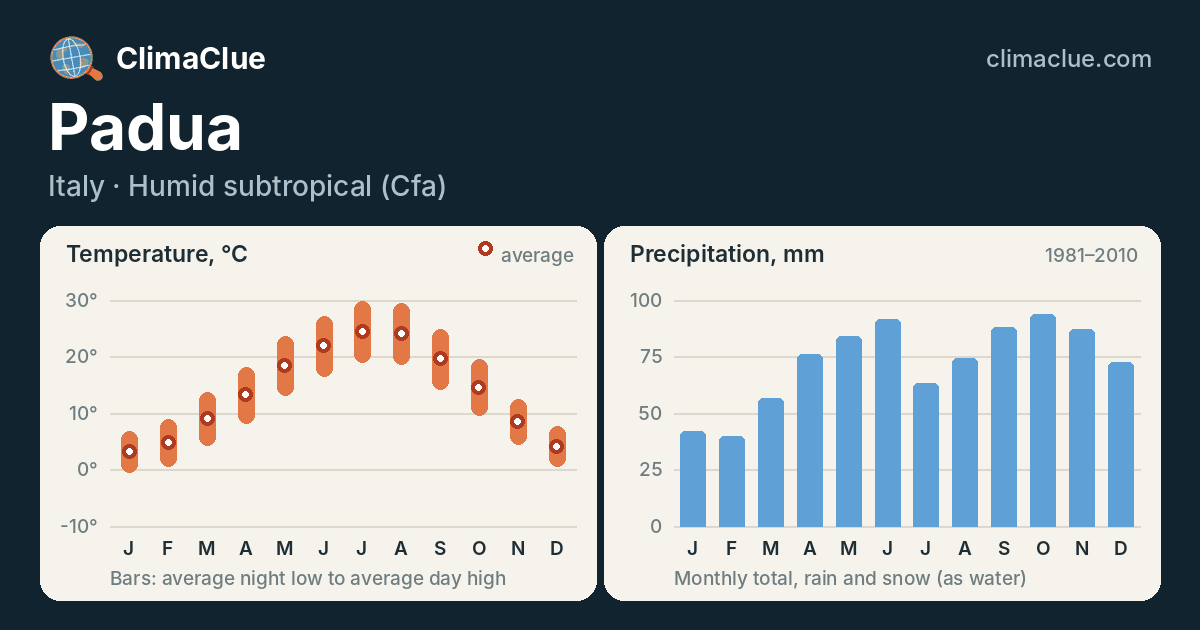 ClimaClue
climaclue.com
Padua
Italy · Humid subtropical (Cfa)
Temperature, °C
average
30°
20°
10°
0°
-10°
J F M A M J J A S O N D
Bars: average night low to average day high
Precipitation, mm
1981–2010
100
75
50
25
0
J F M A M J J A S O N D
Monthly total, rain and snow (as water)